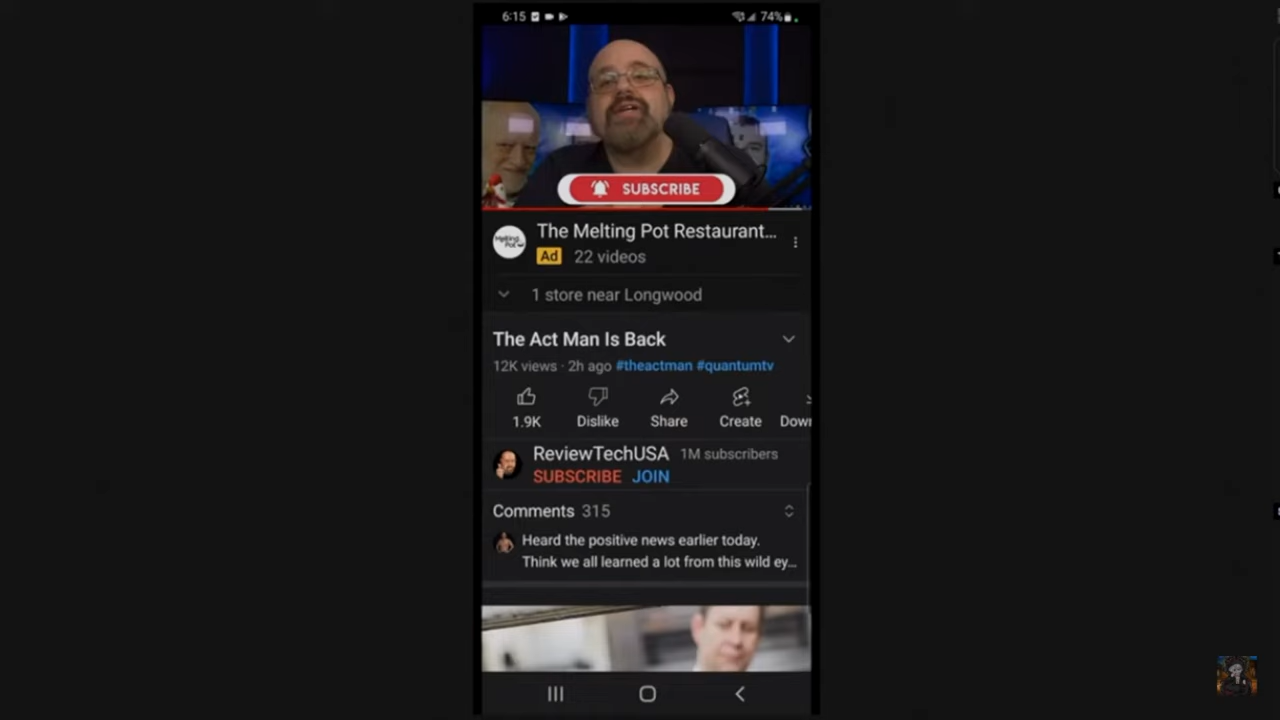 6:15
74%
SUBSCRIBE
The Melting Pot Restaurant...
Melting Pot
Ad 22 videos
1 store near Longwood
The Act Man Is Back
12K views · 2h ago #theactman #quantumtv
1.9K Dislike Share Create Down
ReviewTechUSA 1M subscribers
SUBSCRIBE JOIN
Comments 315
Heard the positive news earlier today.
Think we all learned a lot from this wild ey...